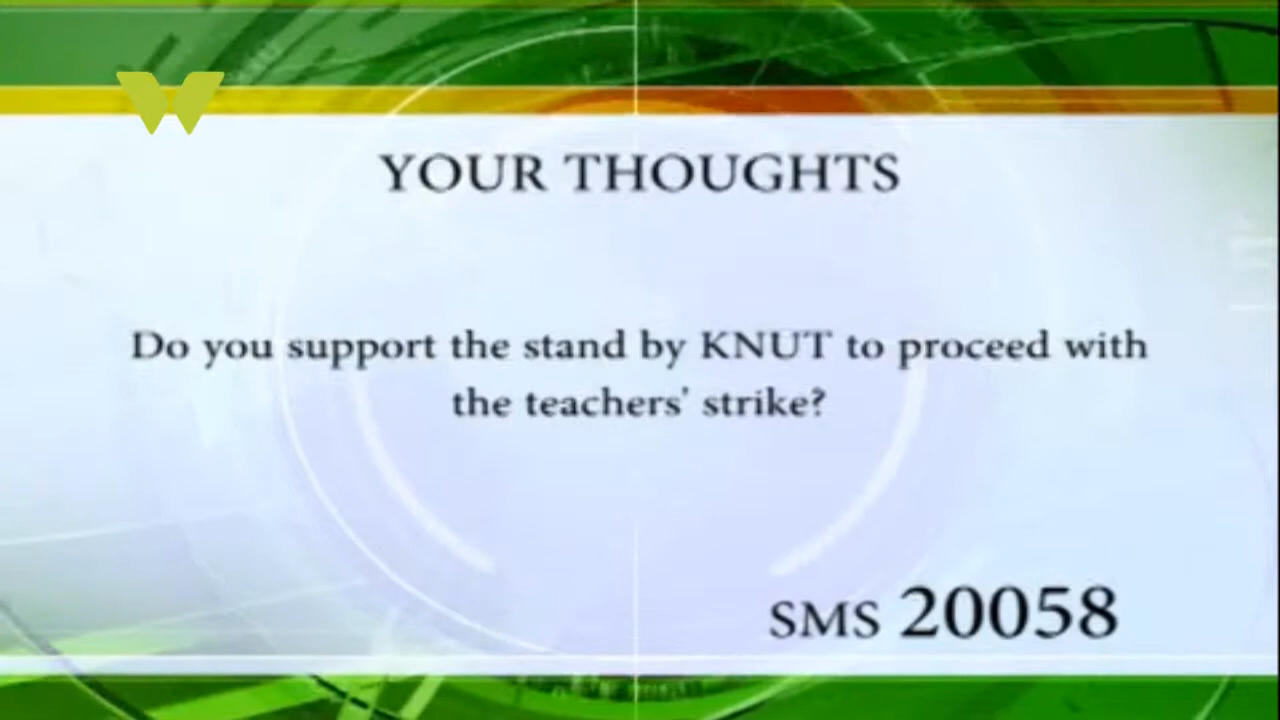 YOUR THOUGHTS
Do you support the stand by KNUT to proceed with
the teachers' strike?
SMS 20058